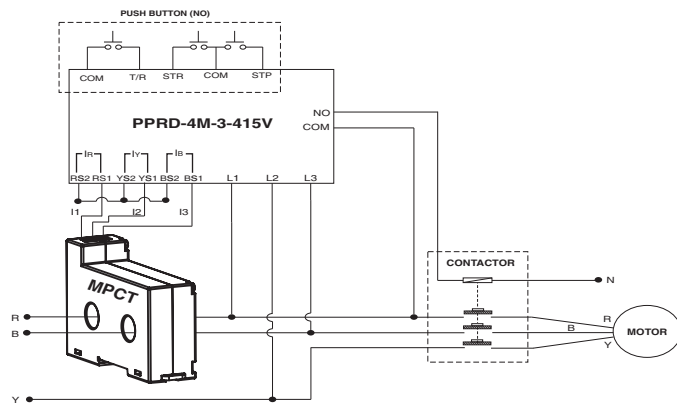 PUSH BUTTON (NO)
COM T/R STR COM STP
PPRD-4M-3-415V
NO
COM
IR IY IB
RS2 RS1 YS2 YS1 BS2 BS1 L1 L2 L3
I1 I2 I3
MPCT
CONTACTOR
N
R
B
Y
R
B
Y
MOTOR